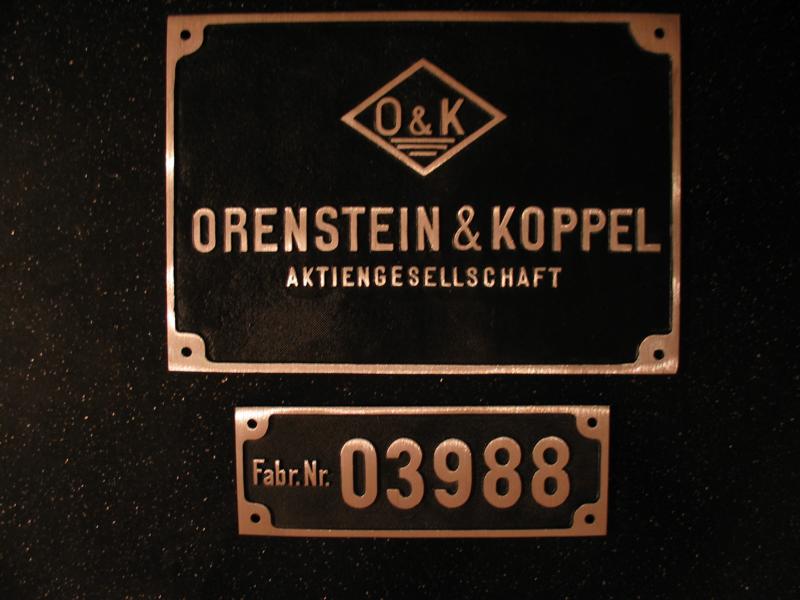 O&K
ORENSTEIN & KOPPEL
AKTIENGESELLSCHAFT
Fabr.Nr. 03988